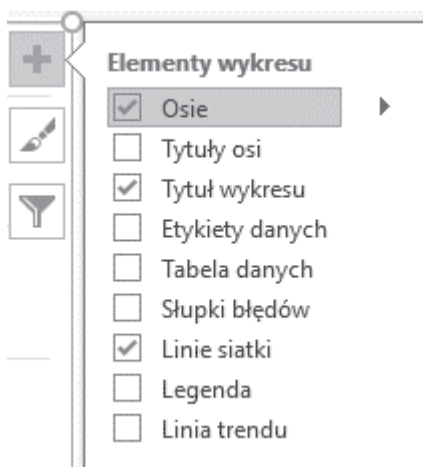 Elementy wykresu
Osie
Tytuły osi
Tytuł wykresu
Etykiety danych
Tabela danych
Słupki błędów
Linie siatki
Legenda
Linia trendu